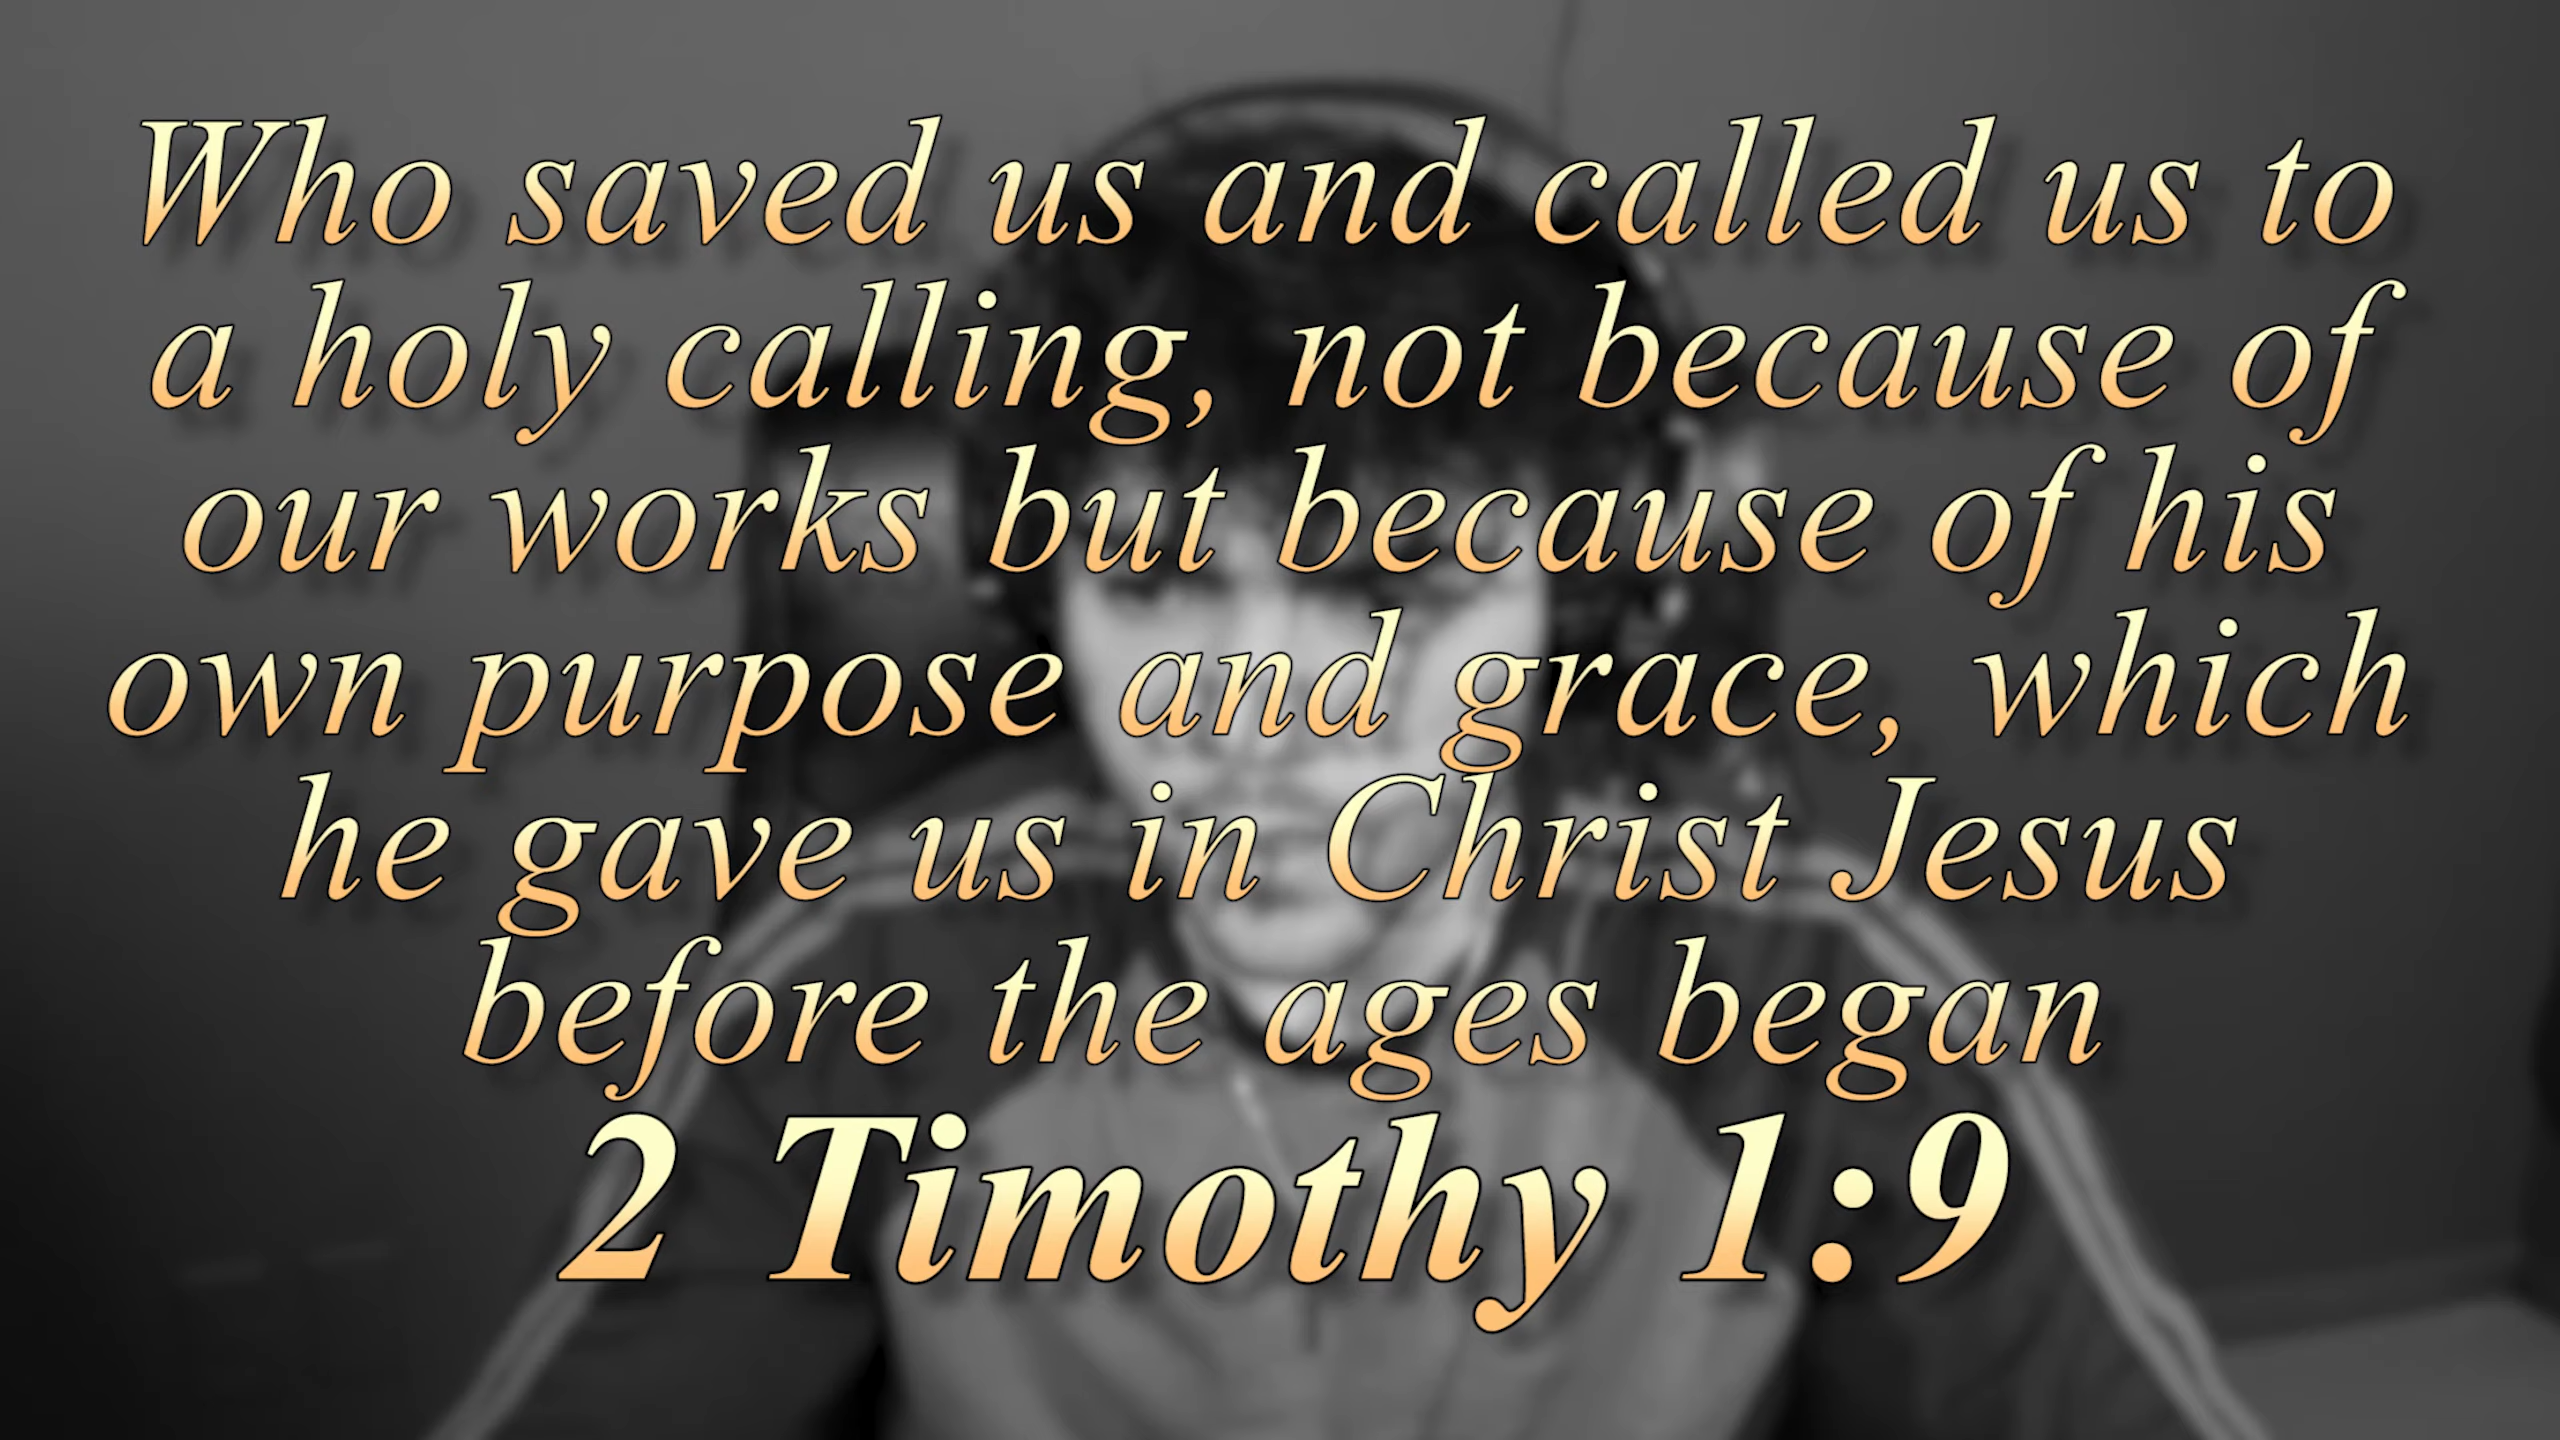 Who saved us and called us to
a holy calling, not because of
our works but because of his
own purpose and grace, which
he gave us in Christ Jesus
before the ages began
2 Timothy 1:9